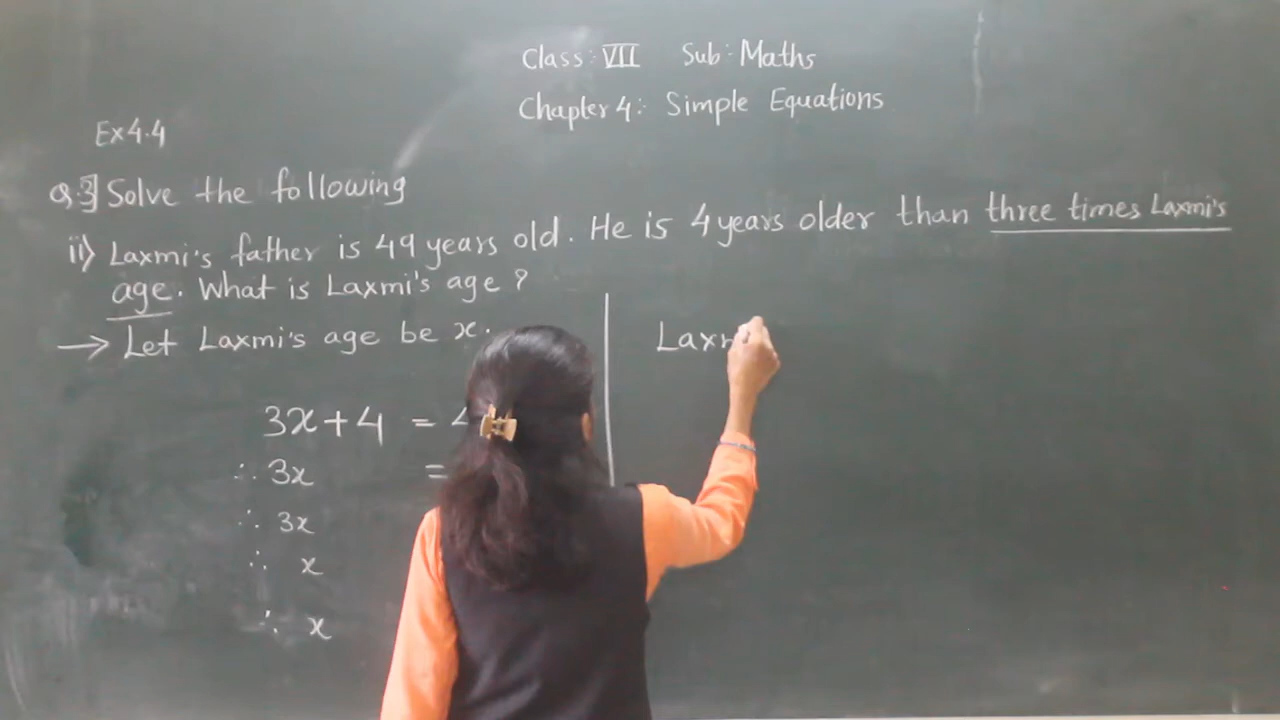 Class: VII Sub: Maths
Chapter 4: Simple Equations
Ex 4.4
Q.3] Solve the following
ii) Laxmi's father is 49 years old. He is 4 years older than three times Laxmi's
age. What is Laxmi's age?
→ Let Laxmi's age be x.
3x + 4 =
∴ 3x =
∴ 3x
∴ x
∴ x
Lax